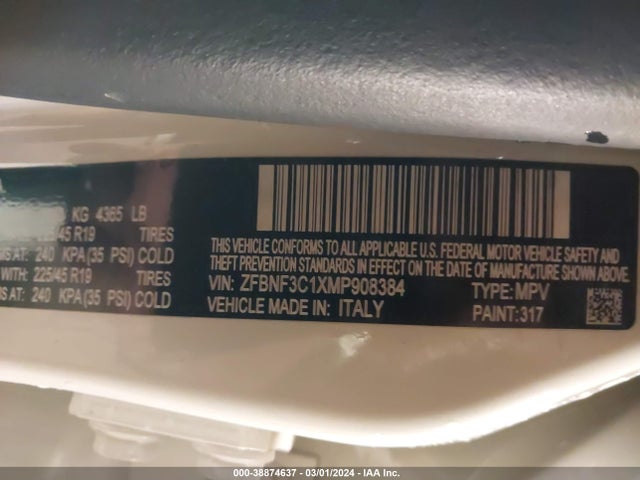 KG 4365 LB
45 R19 TIRES
AT: 240 KPA(35 PSI) COLD
WITH: 225/45 R19 TIRES
AT: 240 KPA(35 PSI) COLD
THIS VEHICLE CONFORMS TO ALL APPLICABLE U.S. FEDERAL MOTOR VEHICLE SAFETY AND
THEFT PREVENTION STANDARDS IN EFFECT ON THE DATE OF MANUFACTURE SHOWN ABOVE.
VIN: ZFBNF3C1XMP908384 TYPE: MPV
VEHICLE MADE IN: ITALY PAINT:317
000-38874637 - 03/01/2024 - IAA Inc.